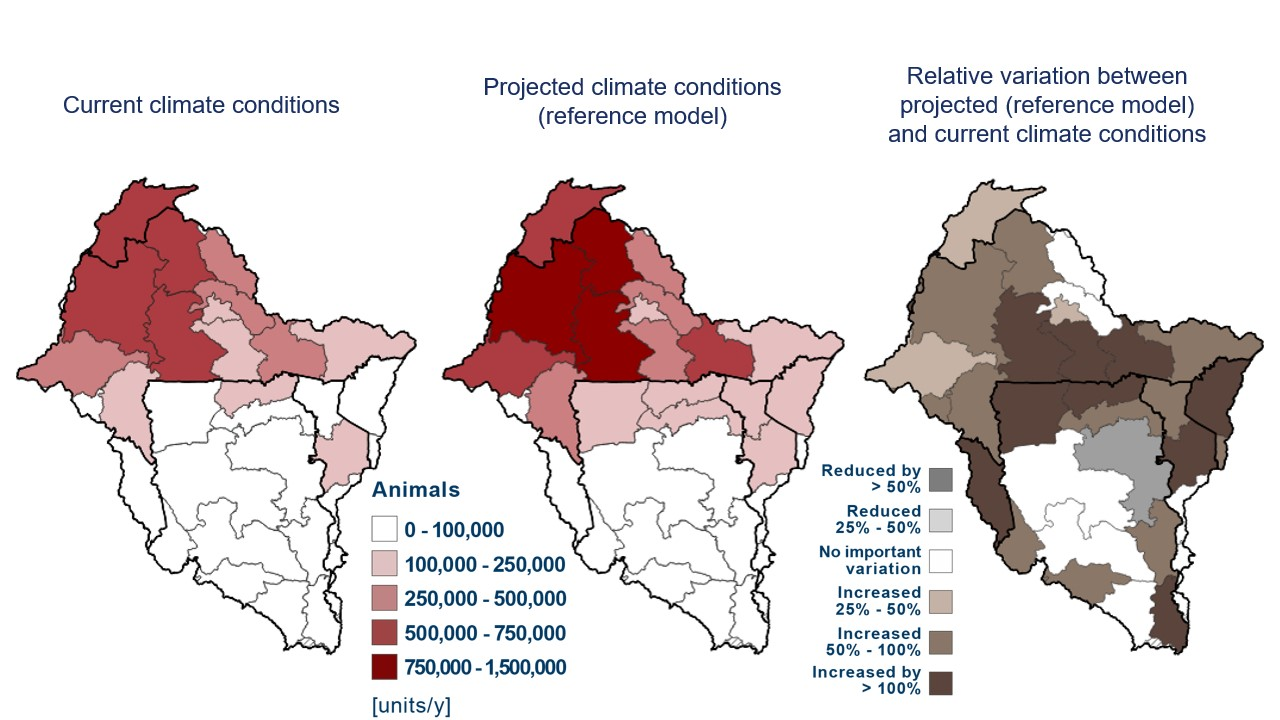 Current climate conditions
Projected climate conditions
(reference model)
Relative variation between
projected (reference model)
and current climate conditions
Animals
0 - 100,000
100,000 - 250,000
250,000 - 500,000
500,000 - 750,000
750,000 - 1,500,000
[units/y]
Reduced by
> 50%
Reduced
25% - 50%
No important
variation
Increased
25% - 50%
Increased
50% - 100%
Increased by
> 100%